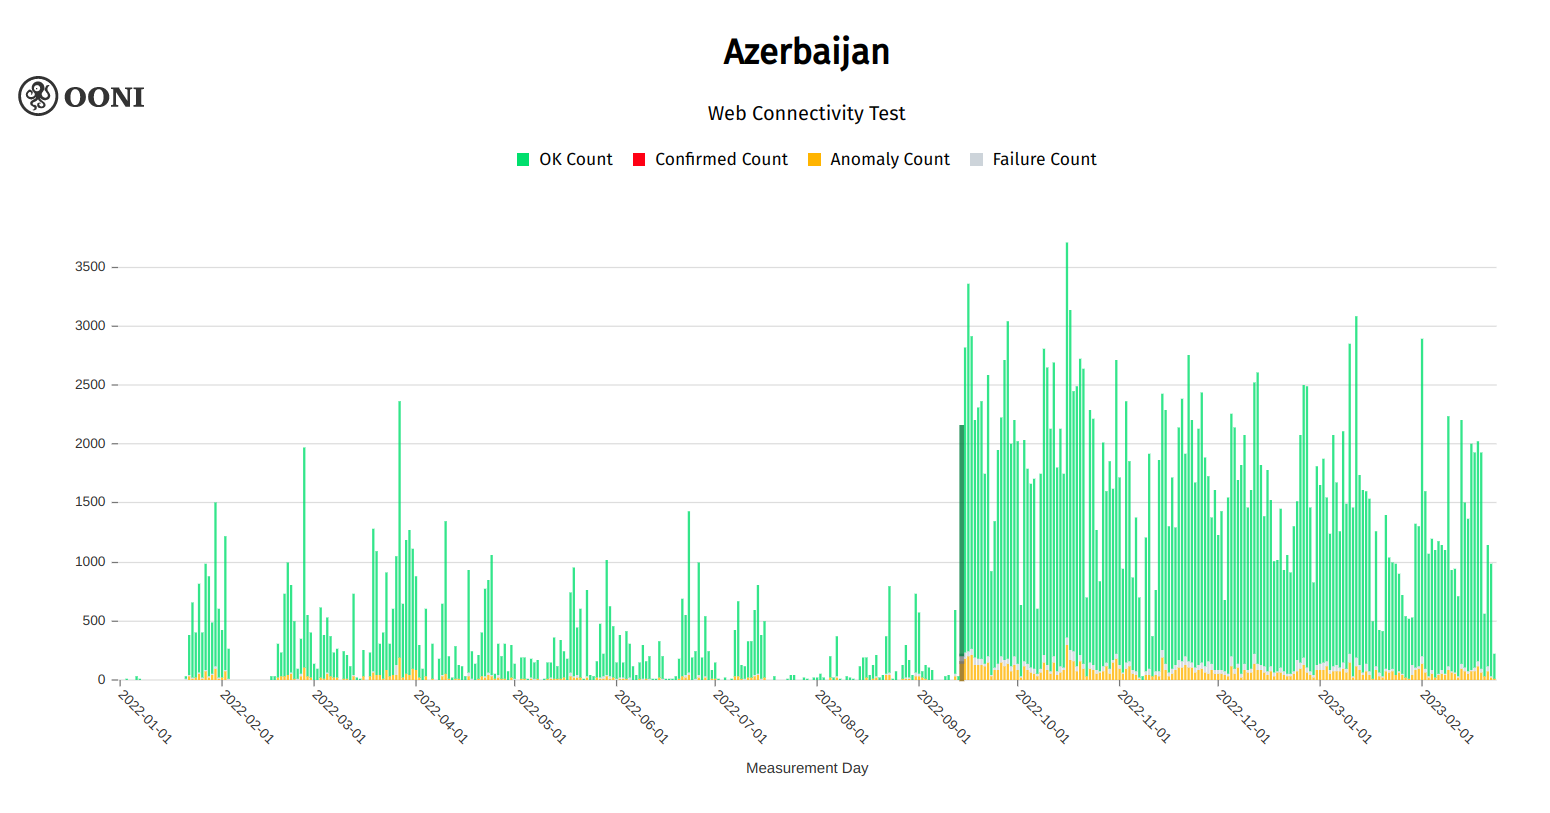 Azerbaijan
OONI
Web Connectivity Test
OK Count Confirmed Count Anomaly Count Failure Count
3500
3000
2500
2000
1500
1000
500
0
2022-01-01 2022-02-01 2022-03-01 2022-04-01 2022-05-01 2022-06-01 2022-07-01 2022-08-01 2022-09-01 2022-10-01 2022-11-01 2022-12-01 2023-01-01 2023-02-01
Measurement Day